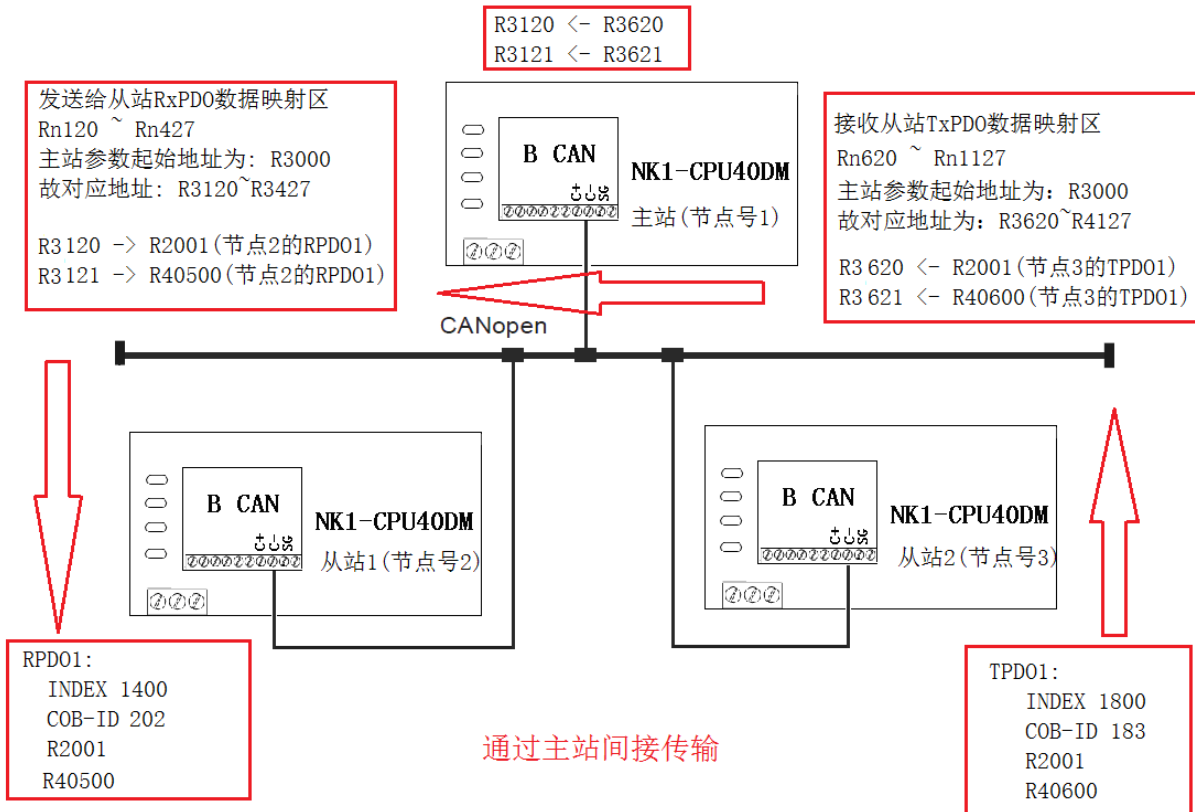 R3120 <- R3620
R3121 <- R3621
发送给从站RxPDO数据映射区
Rn120 ~ Rn427
主站参数起始地址为: R3000
故对应地址: R3120~R3427
R3120 -> R2001(节点2的RPDO1)
R3121 -> R40500(节点2的RPDO1)
B CAN
C+
C-
SG
NK1-CPU40DM
主站(节点号1)
接收从站TxPDO数据映射区
Rn620 ~ Rn1127
主站参数起始地址为: R3000
故对应地址为: R3620~R4127
R3620 <- R2001(节点3的TPDO1)
R3621 <- R40600(节点3的TPDO1)
CANopen
B CAN
C+
C-
SG
NK1-CPU40DM
从站1(节点号2)
B CAN
C+
C-
SG
NK1-CPU40DM
从站2(节点号3)
RPDO1:
INDEX 1400
COB-ID 202
R2001
R40500
通过主站间接传输
TPDO1:
INDEX 1800
COB-ID 183
R2001
R40600